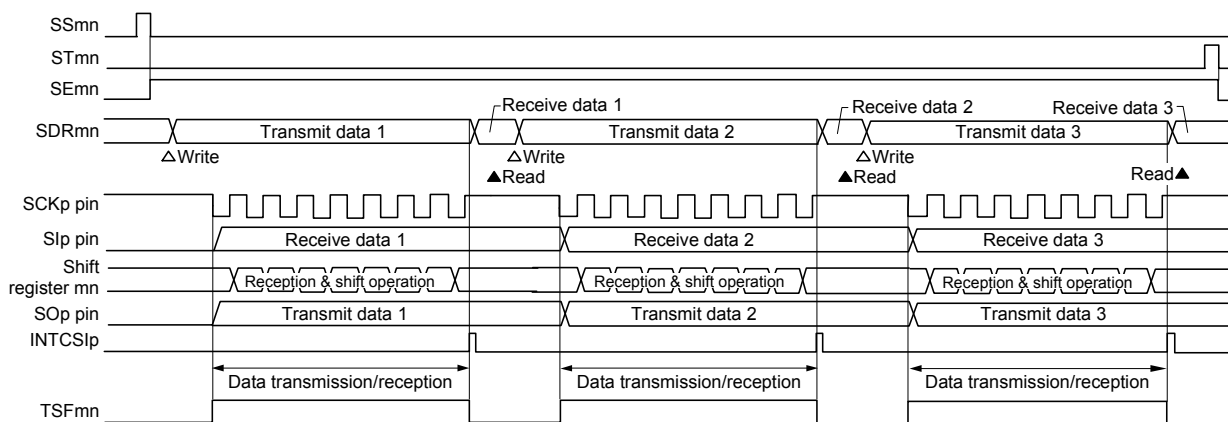 SSmn
STmn
SEmn
Receive data 1 Receive data 2 Receive data 3
SDRmn Transmit data 1 Transmit data 2 Transmit data 3
△Write △Write △Write
▲Read ▲Read Read▲
SCKp pin
SIp pin Receive data 1 Receive data 2 Receive data 3
Shift
register mn Reception & shift operation Reception & shift operation Reception & shift operation
SOp pin Transmit data 1 Transmit data 2 Transmit data 3
INTCSIp
Data transmission/reception Data transmission/reception Data transmission/reception
TSFmn